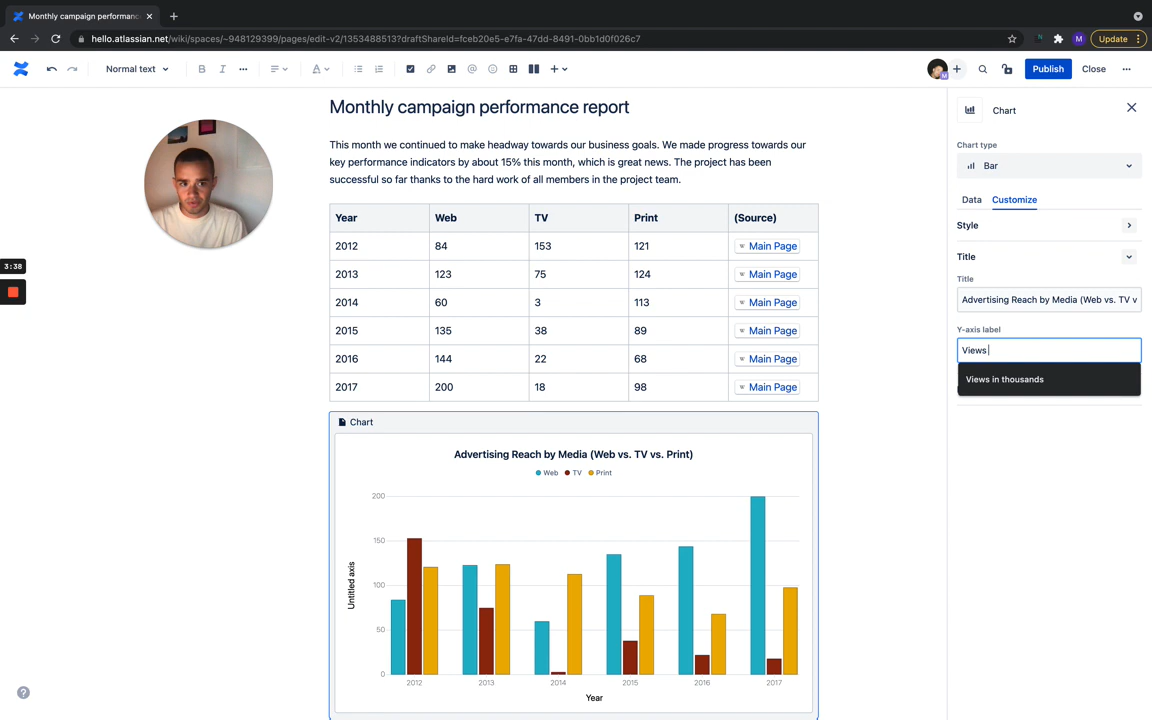 Monthly campaign performanc
hello.atlassian.net/wiki/spaces/~948129399/pages/edit-v2/1353488513?draftShareId=fceb20e5-e7fa-47dd-8491-0bb1d0f026c7
M
Update
Normal text
B
I
A
M
Publish
Close
Monthly campaign performance report
This month we continued to make headway towards our business goals. We made progress towards our
key performance indicators by about 15% this month, which is great news. The project has been
successful so far thanks to the hard work of all members in the project team.
Year Web TV Print (Source)
2012 84 153 121 W Main Page
2013 123 75 124 W Main Page
2014 60 3 113 W Main Page
2015 135 38 89 W Main Page
2016 144 22 68 W Main Page
2017 200 18 98 W Main Page
Chart
Advertising Reach by Media (Web vs. TV vs. Print)
Web TV Print
200
150
100
50
0
Untitled axis
2012 2013 2014 2015 2016 2017
Year
3:38
Chart
Chart type
Bar
Data Customize
Style
Title
Title
Advertising Reach by Media (Web vs. TV v
Y-axis label
Views
Views in thousands
?